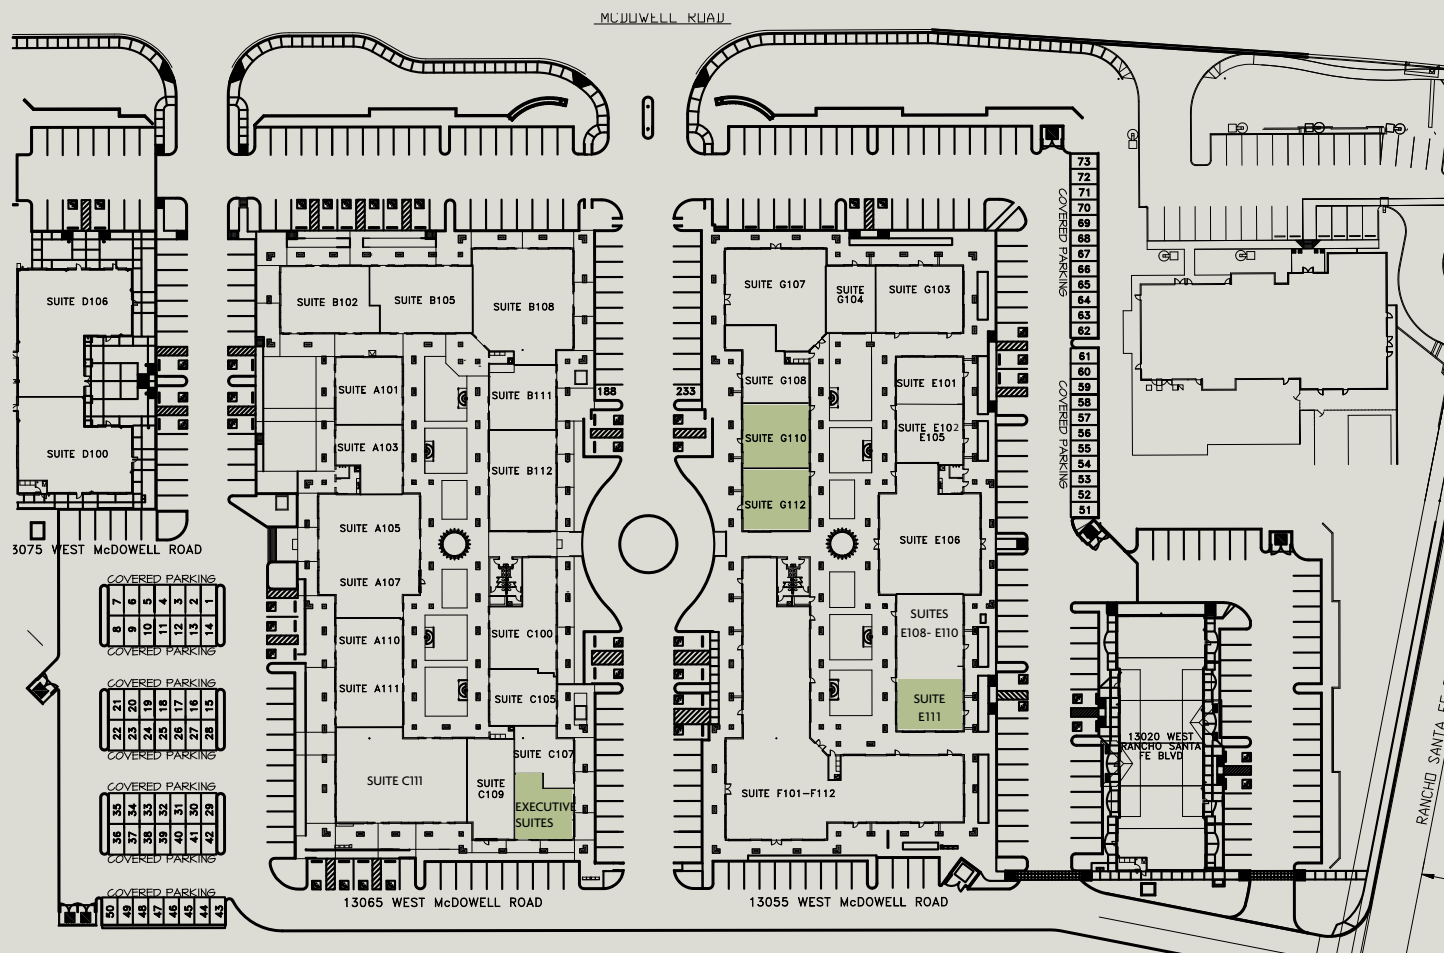 McDOWELL ROAD
SUITE D106
SUITE D100
3075 WEST McDOWELL ROAD
SUITE B102
SUITE B105
SUITE B108
SUITE A101
SUITE B111
SUITE A103
SUITE B112
SUITE A105
SUITE A107
SUITE A110
SUITE C100
SUITE A111
SUITE C105
SUITE C107
SUITE C111
SUITE
C109
EXECUTIVE
SUITES
13065 WEST McDOWELL ROAD
188
233
SUITE G107
SUITE
G104
SUITE G103
SUITE G108
SUITE E101
SUITE G110
SUITE E102
E105
SUITE G112
SUITE E106
SUITES
E108- E110
SUITE
E111
SUITE F101-F112
13055 WEST McDOWELL ROAD
73
72
71
70
69
68
67
66
65
64
63
62
COVERED PARKING
61
60
59
58
57
56
55
54
53
52
51
COVERED PARKING
COVERED PARKING
7 6 5 4 3 2 1
8 9 10 11 12 13 14
COVERED PARKING
COVERED PARKING
21 20 19 18 17 16 15
22 23 24 25 26 27 28
COVERED PARKING
COVERED PARKING
35 34 33 32 31 30 29
36 37 38 39 40 41 42
COVERED PARKING
COVERED PARKING
50 49 48 47 46 45 44 43
13020 WEST
RANCHO SANTA
FE BLVD
RANCHO SANTA FE